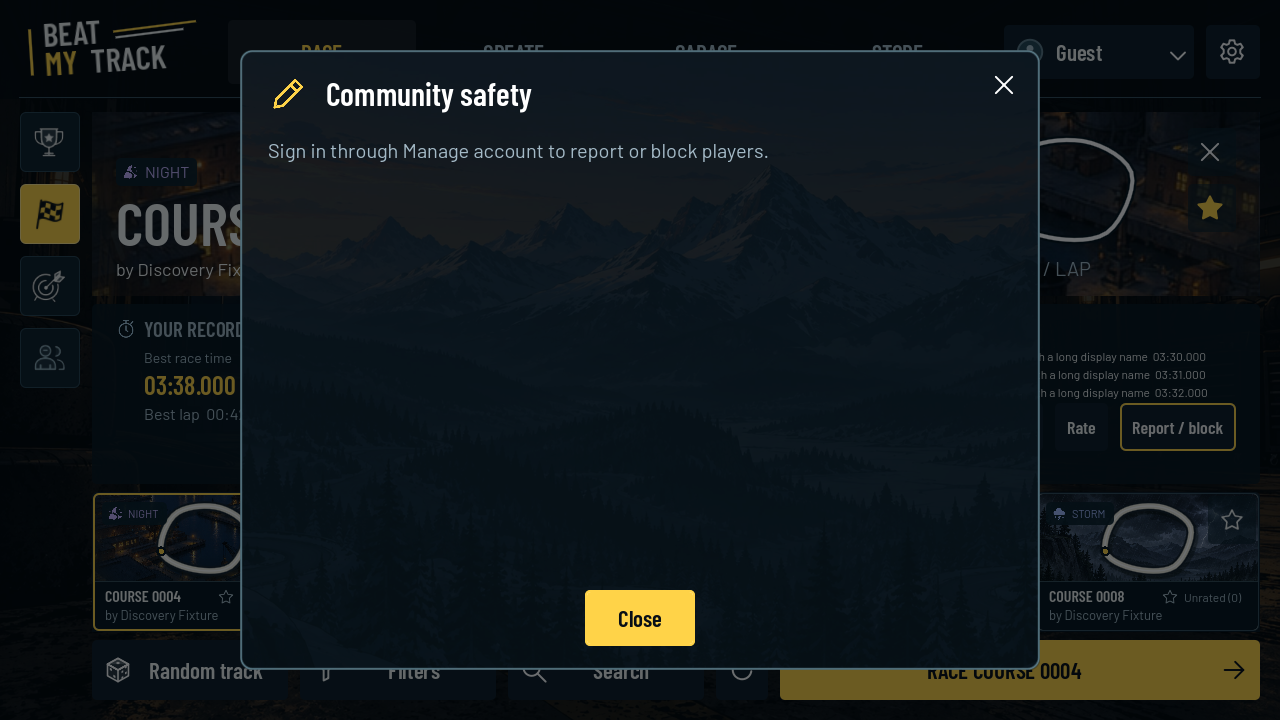 BEAT
MY TRACK
RACE
CREATE
GARAGE
STORE
Guest
Community safety
Sign in through Manage account to report or block players.
NIGHT
COURS
by Discovery Fix
/ LAP
YOUR RECORD
Best race time
03:38.000
Best lap 00:4
h a long display name 03:30.000
h a long display name 03:31.000
h a long display name 03:32.000
Rate
Report / block
NIGHT
COURSE 0004
by Discovery Fixture
STORM
COURSE 0008
Unrated (0)
by Discovery Fixture
Close
Random track
Filters
Search
RACE COURSE 0004